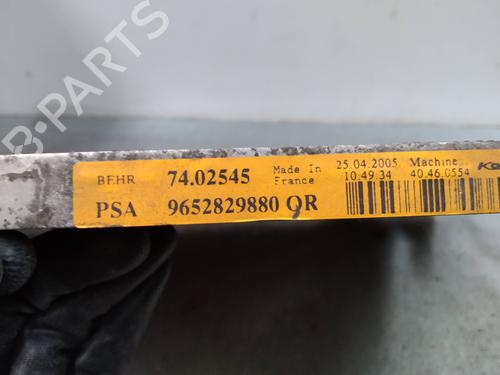 B-PARTS
BEHR 74.02545 Made In France 25.04.2005 Machine
10.49.34 40.46.0554
PSA 9652829880 QR